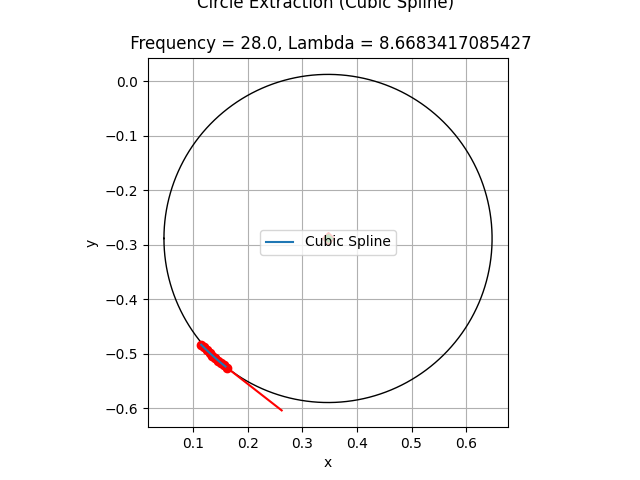 Circle Extraction (Cubic Spline)
Frequency = 28.0, Lambda = 8.6683417085427
0.0
−0.1
−0.2
−0.3
−0.4
−0.5
−0.6
y
Cubic Spline
0.1 0.2 0.3 0.4 0.5 0.6
x